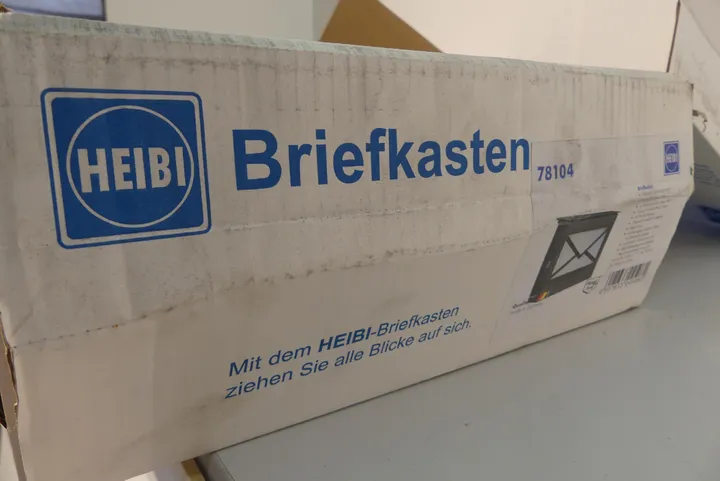 HEIBI
Briefkasten
78104
Mit dem HEIBI-Briefkasten
ziehen Sie alle Blicke auf sich.